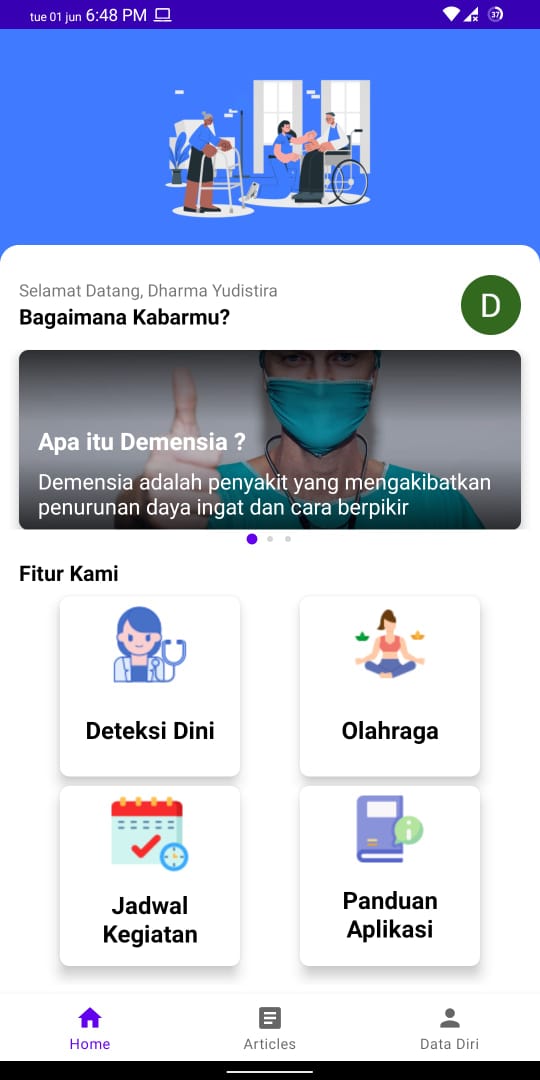 tue 01 jun 6:48 PM
37
Selamat Datang, Dharma Yudistira
Bagaimana Kabarmu?
D
Apa itu Demensia ?
Demensia adalah penyakit yang mengakibatkan
penurunan daya ingat dan cara berpikir
Fitur Kami
Deteksi Dini
Olahraga
Jadwal
Kegiatan
Panduan
Aplikasi
Home
Articles
Data Diri